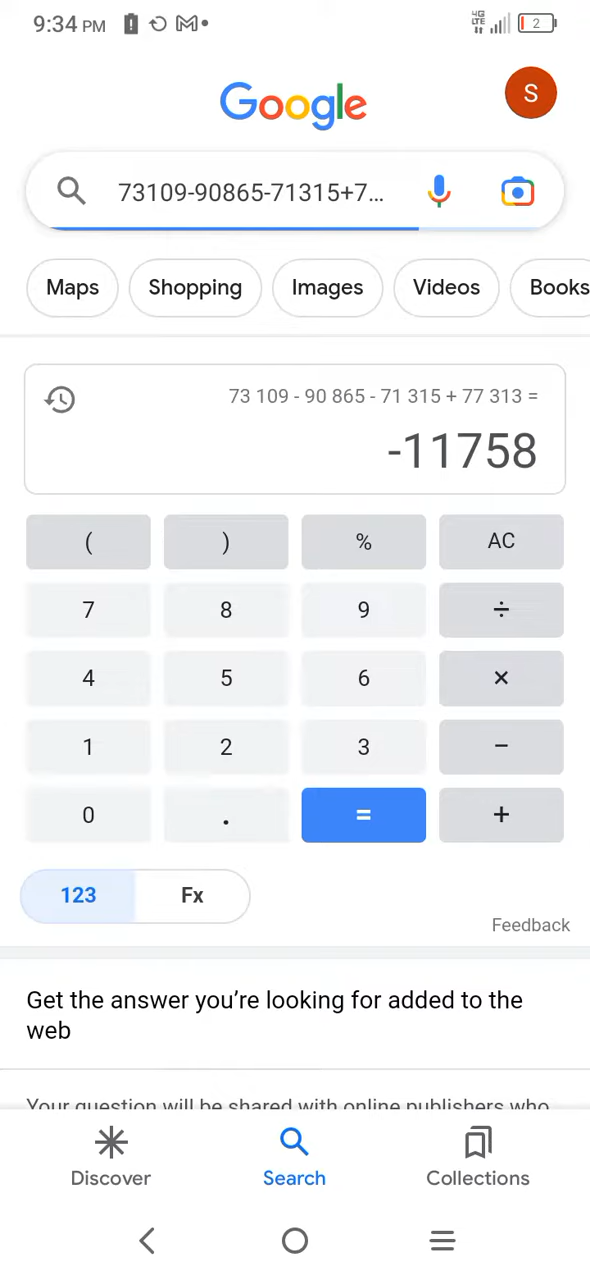 9:34 PM
4G
LTE
2
Google
S
73109-90865-71315+7...
Maps
Shopping
Images
Videos
Books
73 109 - 90 865 - 71 315 + 77 313 =
-11758
( ) % AC
7 8 9 ÷
4 5 6 ×
1 2 3 −
0 . = +
123 Fx
Feedback
Get the answer you’re looking for added to the
web
Your question will be shared with online publishers who
Discover
Search
Collections